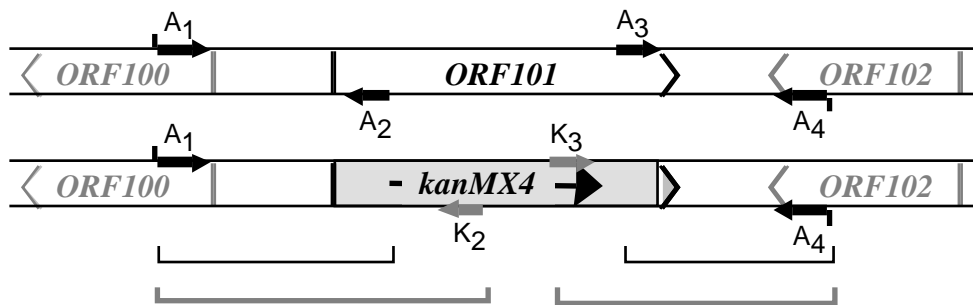 A1 A3
ORF100 ORF101 ORF102
A2 A4
A1 K3
ORF100 - kanMX4 ORF102
K2 A4